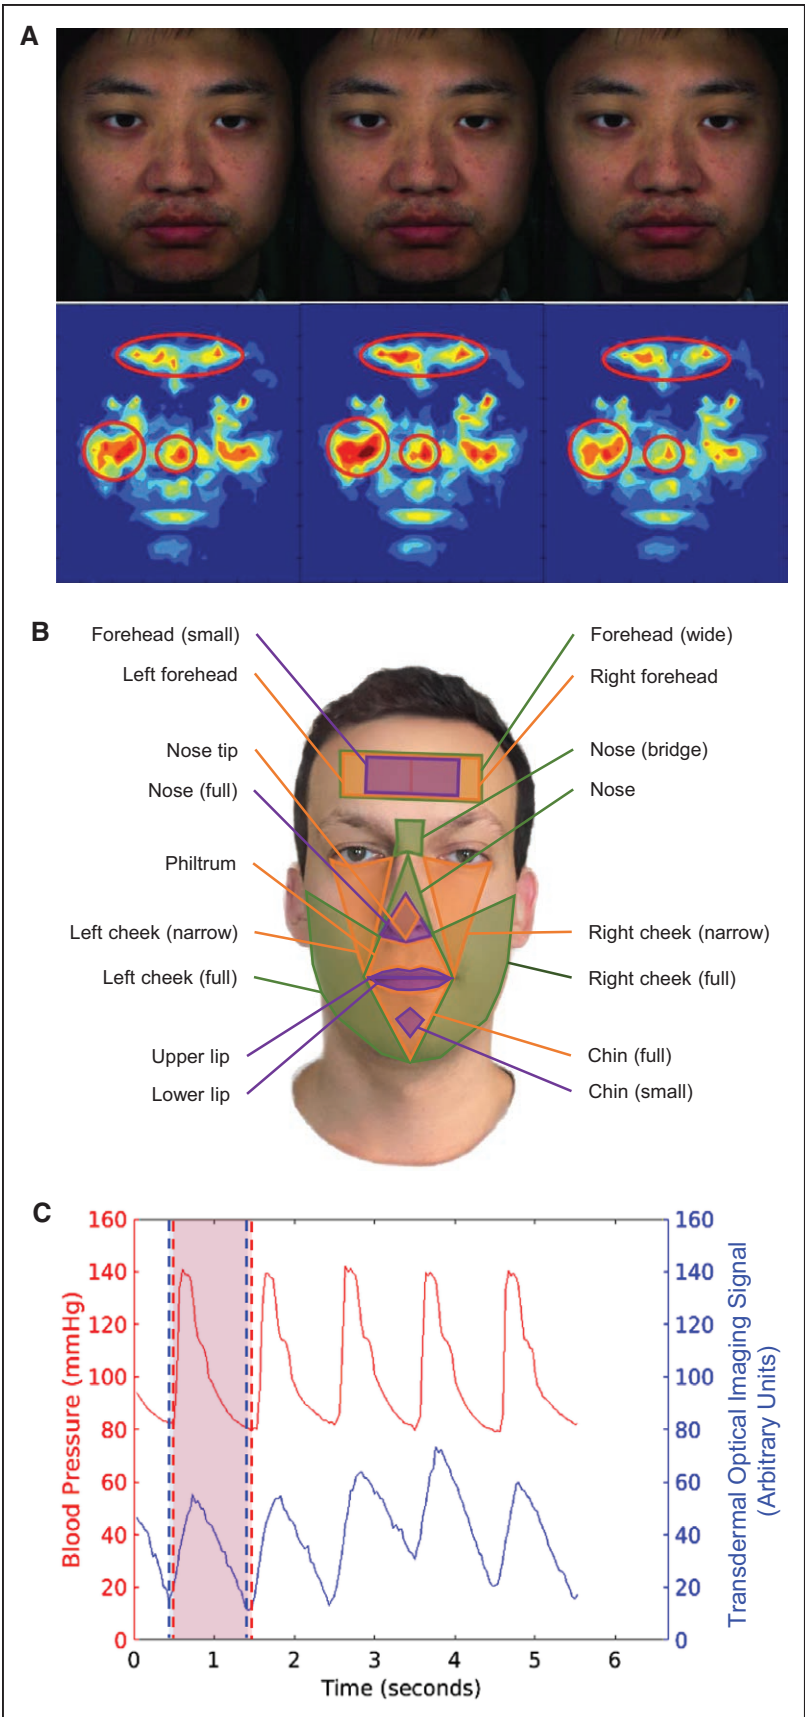 A
B
Forehead (small)
Forehead (wide)
Left forehead
Right forehead
Nose tip
Nose (bridge)
Nose (full)
Nose
Philtrum
Left cheek (narrow)
Right cheek (narrow)
Left cheek (full)
Right cheek (full)
Upper lip
Chin (full)
Lower lip
Chin (small)
C
160
140
120
100
80
60
40
20
0
Blood Pressure (mmHg)
160
140
120
100
80
60
40
20
0
Transdermal Optical Imaging Signal
(Arbitrary Units)
0 1 2 3 4 5 6
Time (seconds)